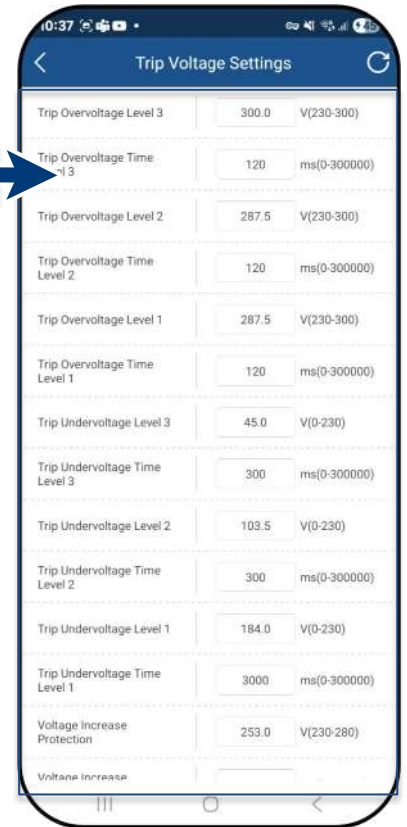 10:37
Trip Voltage Settings
Trip Overvoltage Level 3 300.0 V(230-300)
Trip Overvoltage Time
3 120 ms(0-300000)
Trip Overvoltage Level 2 287.5 V(230-300)
Trip Overvoltage Time
Level 2 120 ms(0-300000)
Trip Overvoltage Level 1 287.5 V(230-300)
Trip Overvoltage Time
Level 1 120 ms(0-300000)
Trip Undervoltage Level 3 45.0 V(0-230)
Trip Undervoltage Time
Level 3 300 ms(0-300000)
Trip Undervoltage Level 2 103.5 V(0-230)
Trip Undervoltage Time
Level 2 300 ms(0-300000)
Trip Undervoltage Level 1 184.0 V(0-230)
Trip Undervoltage Time
Level 1 3000 ms(0-300000)
Voltage Increase
Protection 253.0 V(230-280)
Voltage Increase